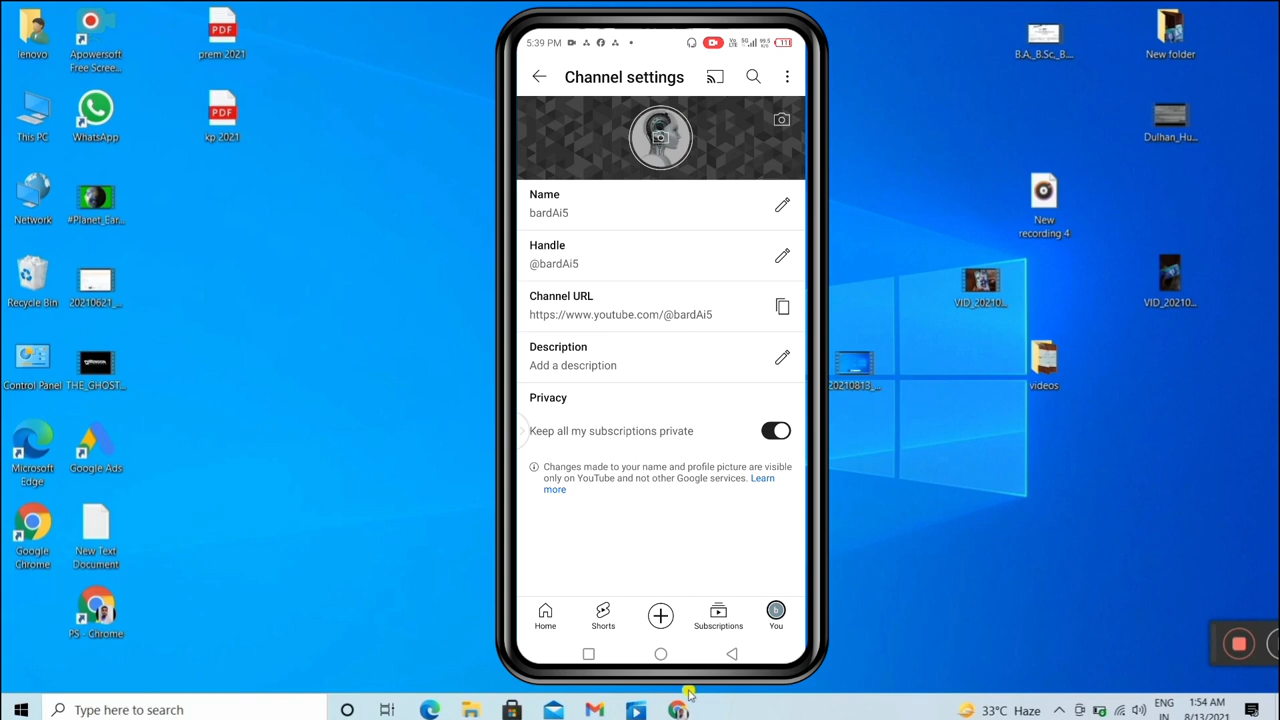 lenovo
Apowersoft
Free Scree...
prem 2021
This PC
WhatsApp
kp 2021
Network
#Planet_Ear...
Recycle Bin
20210621_...
Control Panel
THE_GHOST...
Microsoft
Edge
Google Ads
Google
Chrome
New Text
Document
PS - Chrome
5:39 PM
11
Channel settings
Name
bardAi5
Handle
@bardAi5
Channel URL
https://www.youtube.com/@bardAi5
Description
Add a description
Privacy
Keep all my subscriptions private
Changes made to your name and profile picture are visible
only on YouTube and not other Google services. Learn
more
Home
Shorts
Subscriptions
b
You
B.A._B.Sc,_B....
New folder
Dulhan_Hu...
New
recording 4
VID_20210...
VID_20210...
20210813_...
videos
Type here to search
33°C Haze
ENG
IN
1:54 AM
8/13/2021